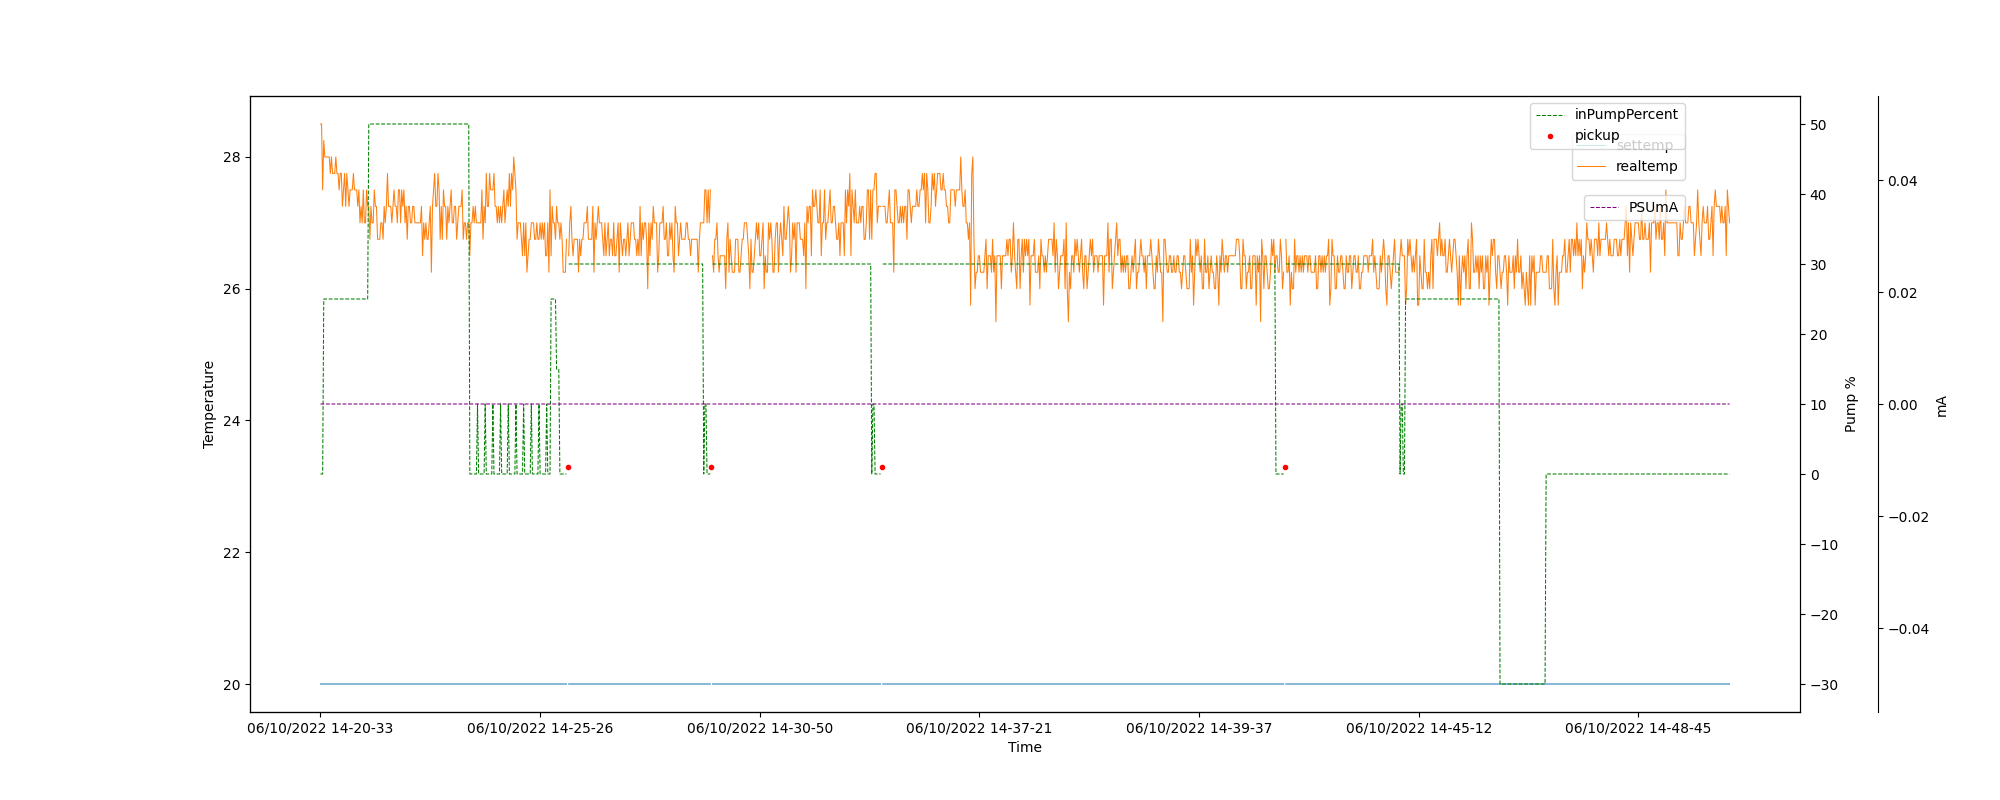 inPumpPercent
pickup
settemp
realtemp
PSUmA
28
26
24
22
20
Temperature
50
40
30
20
10
0
−10
−20
−30
Pump %
0.04
0.02
0.00
−0.02
−0.04
mA
06/10/2022 14-20-33
06/10/2022 14-25-26
06/10/2022 14-30-50
06/10/2022 14-37-21
06/10/2022 14-39-37
06/10/2022 14-45-12
06/10/2022 14-48-45
Time